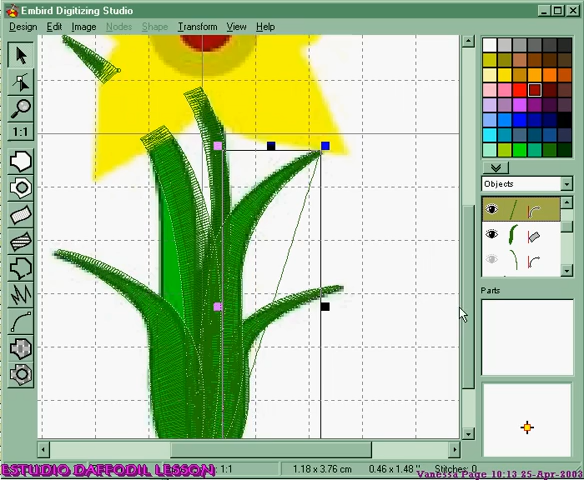 Embird Digitizing Studio
Design Edit Image Nodes Shape Transform View Help
1:1
Objects
Parts
ESTUDIO DAFFODIL LESSON
1:1
1.18 x 3.76 cm
0.46 x 1.48"
Stitches: 0
Vanessa Page 10:13 25-Apr-2003